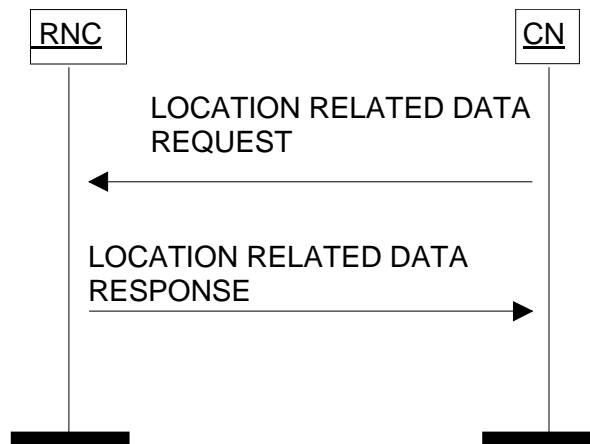 RNC
CN
LOCATION RELATED DATA
REQUEST
LOCATION RELATED DATA
RESPONSE